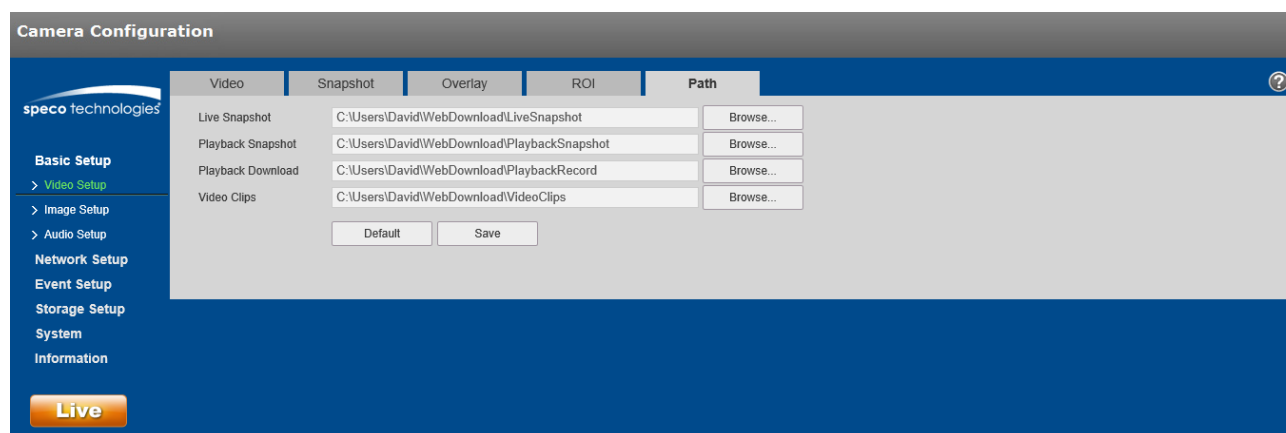 Camera Configuration
speco technologies
Video Snapshot Overlay ROI Path
?
Live Snapshot C:\Users\David\WebDownload\LiveSnapshot Browse...
Playback Snapshot C:\Users\David\WebDownload\PlaybackSnapshot Browse...
Playback Download C:\Users\David\WebDownload\PlaybackRecord Browse...
Video Clips C:\Users\David\WebDownload\VideoClips Browse...
Default Save
Basic Setup
> Video Setup
> Image Setup
> Audio Setup
Network Setup
Event Setup
Storage Setup
System
Information
Live